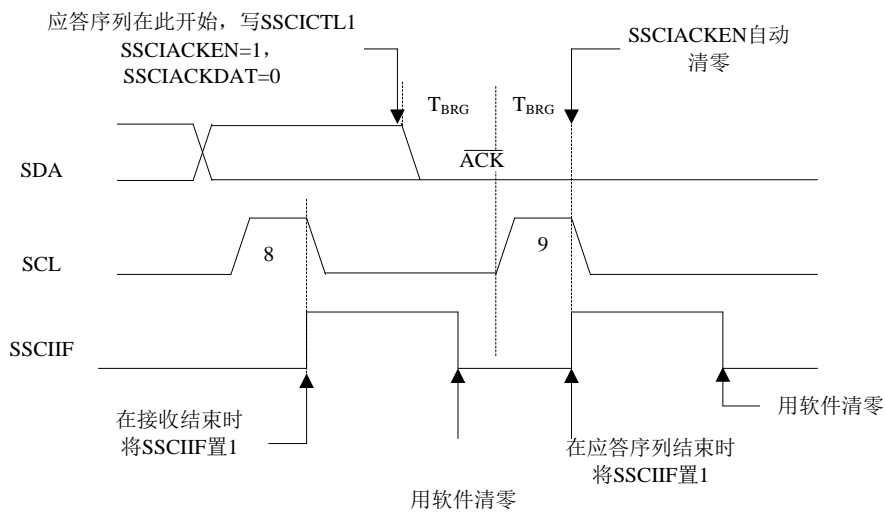 应答序列在此开始，写SSCICTL1
SSCIACKEN=1，
SSCIACKDAT=0
SSCIACKEN自动
清零
TBRG
TBRG
SDA
ACK
SCL
8
9
SSCIIF
在接收结束时
将SSCIIF置1
用软件清零
在应答序列结束时
将SSCIIF置1
用软件清零